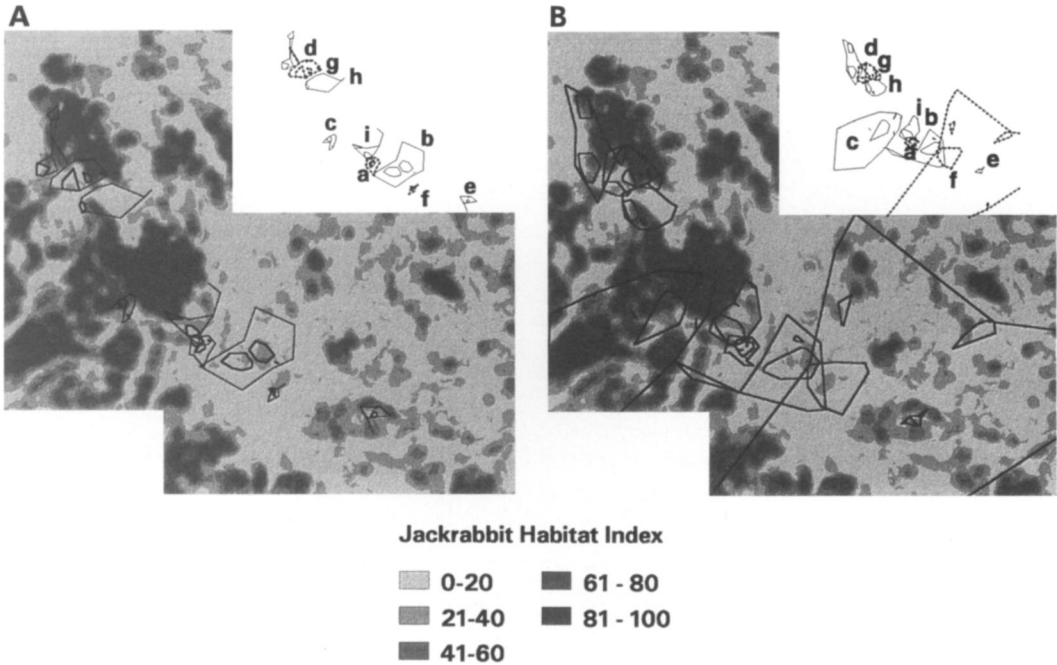 A
B
d
g
h
c
i
b
a
f
e
d
g
h
c
i
b
a
f
e
Jackrabbit Habitat Index
0-20
61 - 80
21-40
81 - 100
41-60